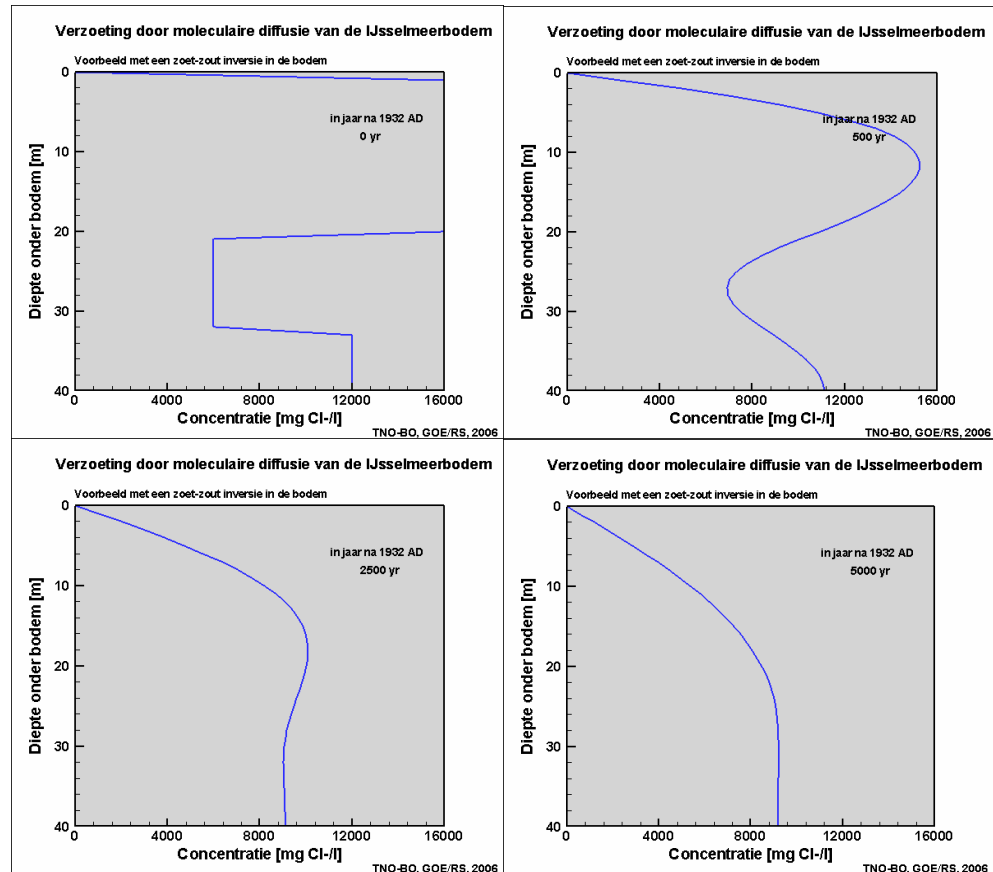 Verzoeting door moleculaire diffusie van de IJsselmeerbodem
Voorbeeld met een zoet-zout inversie in de bodem
in jaar na 1932 AD
0 yr
Diepte onder bodem [m]
0
10
20
30
40
0 4000 8000 12000 16000
Concentratie [mg Cl-/l]
TNO-BO, GOE/RS, 2006
Verzoeting door moleculaire diffusie van de IJsselmeerbodem
Voorbeeld met een zoet-zout inversie in de bodem
in jaar na 1932 AD
500 yr
Diepte onder bodem [m]
0
10
20
30
40
0 4000 8000 12000 16000
Concentratie [mg Cl-/l]
TNO-BO, GOE/RS, 2006
Verzoeting door moleculaire diffusie van de IJsselmeerbodem
Voorbeeld met een zoet-zout inversie in de bodem
in jaar na 1932 AD
2500 yr
Diepte onder bodem [m]
0
10
20
30
40
0 4000 8000 12000 16000
Concentratie [mg Cl-/l]
TNO-BO, GOE/RS, 2006
Verzoeting door moleculaire diffusie van de IJsselmeerbodem
Voorbeeld met een zoet-zout inversie in de bodem
in jaar na 1932 AD
5000 yr
Diepte onder bodem [m]
0
10
20
30
40
0 4000 8000 12000 16000
Concentratie [mg Cl-/l]
TNO-BO, GOE/RS, 2006